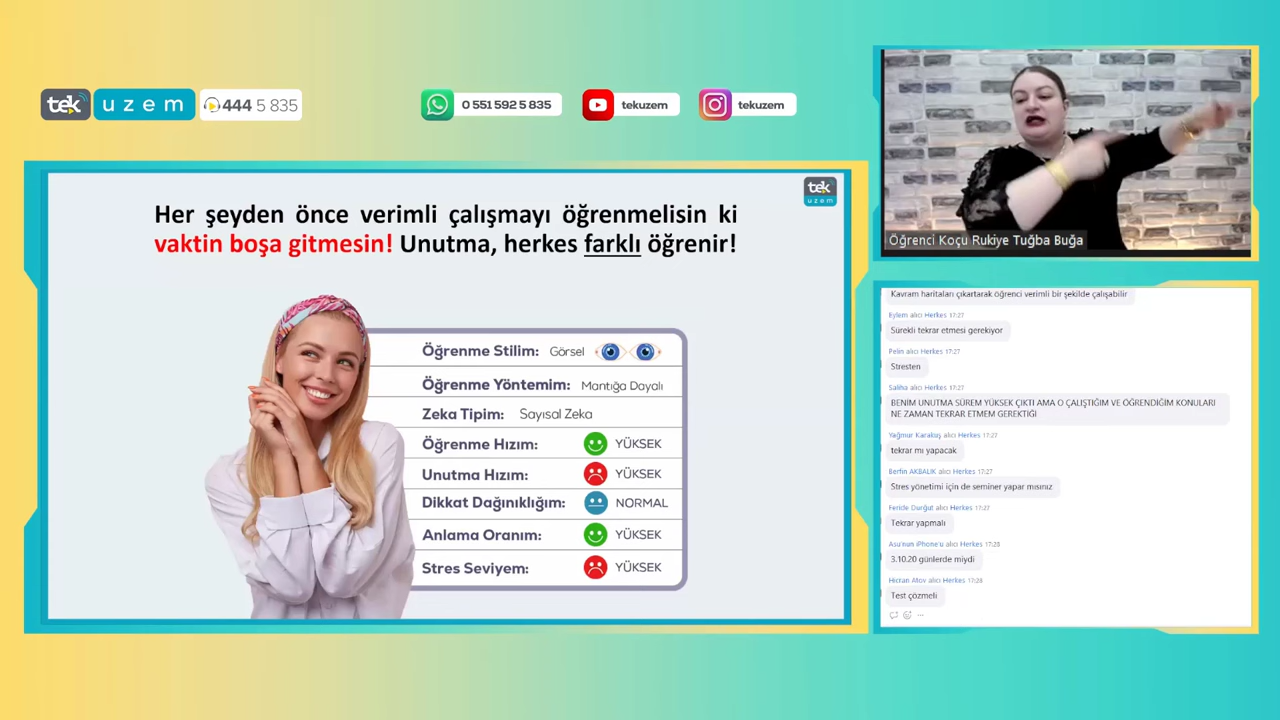 tek uzem 444 5 835
0 551 592 5 835
tekuzem
tekuzem
tek
uzem
Her şeyden önce verimli çalışmayı öğrenmelisin ki
vaktin boşa gitmesin! Unutma, herkes farklı öğrenir!
Öğrenme Stilim: Görsel
Öğrenme Yöntemim: Mantığa Dayalı
Zeka Tipim: Sayısal Zeka
Öğrenme Hızım: YÜKSEK
Unutma Hızım: YÜKSEK
Dikkat Dağınıklığım: NORMAL
Anlama Oranım: YÜKSEK
Stres Seviyem: YÜKSEK
Öğrenci Koçu Rukiye Tuğba Buğa
Kavram haritaları çıkartarak öğrenci verimli bir şekilde çalışabilir
Eylem alıcı Herkes 17:27
Sürekli tekrar etmesi gerekiyor
Pelin alıcı Herkes 17:27
Stresten
Saliha alıcı Herkes 17:27
BENİM UNUTMA SÜREM YÜKSEK ÇIKTI AMA O ÇALIŞTIĞIM VE ÖĞRENDİĞİM KONULARI
NE ZAMAN TEKRAR ETMEM GEREKTİĞİ
Yağmur Karakuş alıcı Herkes 17:27
tekrar mı yapacak
Berfin AKBALIK alıcı Herkes 17:27
Stres yönetimi için de seminer yapar mısınız
Feride Durğut alıcı Herkes 17:27
Tekrar yapmalı
Asu'nun iPhone'u alıcı Herkes 17:28
3.10.20 günlerde miydi
Hicran Atov alıcı Herkes 17:28
Test çözmeli